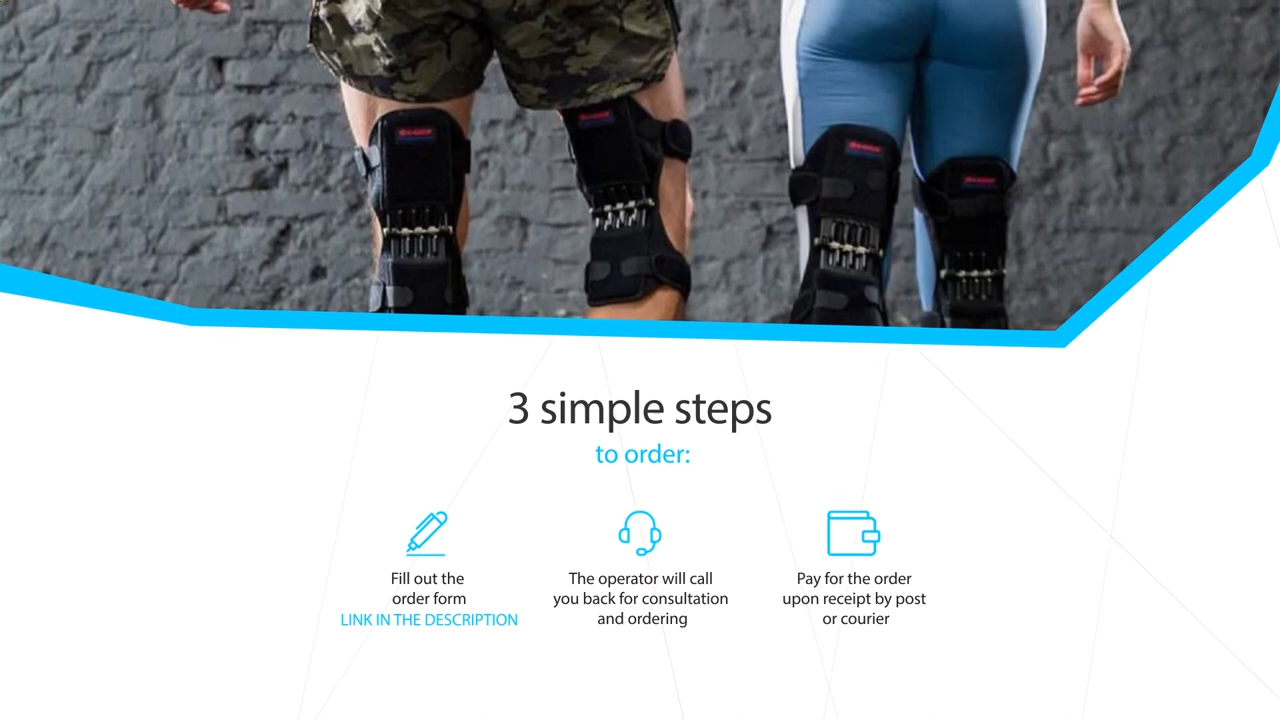 3 simple steps
to order:
Fill out the
order form
LINK IN THE DESCRIPTION
The operator will call
you back for consultation
and ordering
Pay for the order
upon receipt by post
or courier